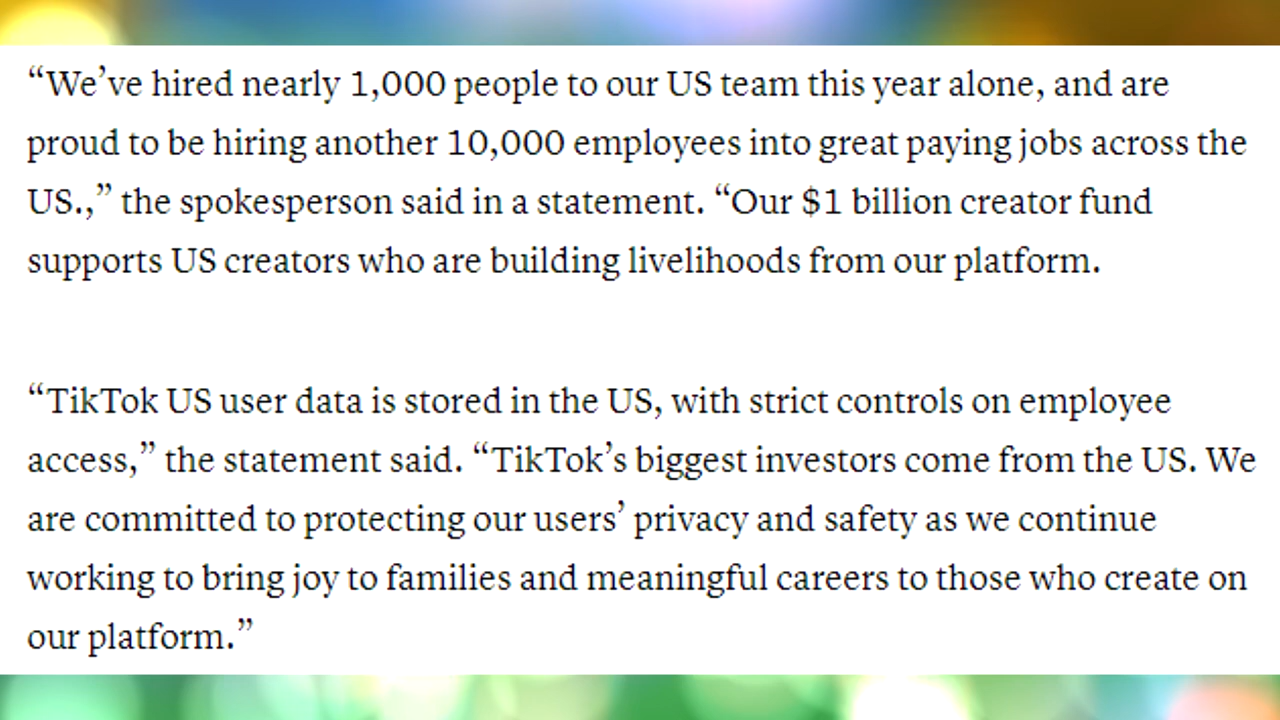 “We’ve hired nearly 1,000 people to our US team this year alone, and are
proud to be hiring another 10,000 employees into great paying jobs across the
US.,” the spokesperson said in a statement. “Our $1 billion creator fund
supports US creators who are building livelihoods from our platform.
“TikTok US user data is stored in the US, with strict controls on employee
access,” the statement said. “TikTok’s biggest investors come from the US. We
are committed to protecting our users’ privacy and safety as we continue
working to bring joy to families and meaningful careers to those who create on
our platform.”